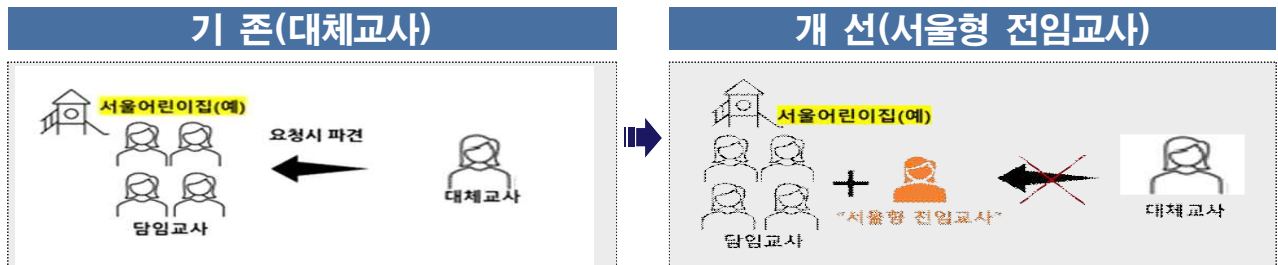 기 존(대체교사)
서울어린이집(예)
요청시 파견
대체교사
담임교사
개 선(서울형 전임교사)
서울어린이집(예)
"서울형 전임교사"
대체교사
담임교사